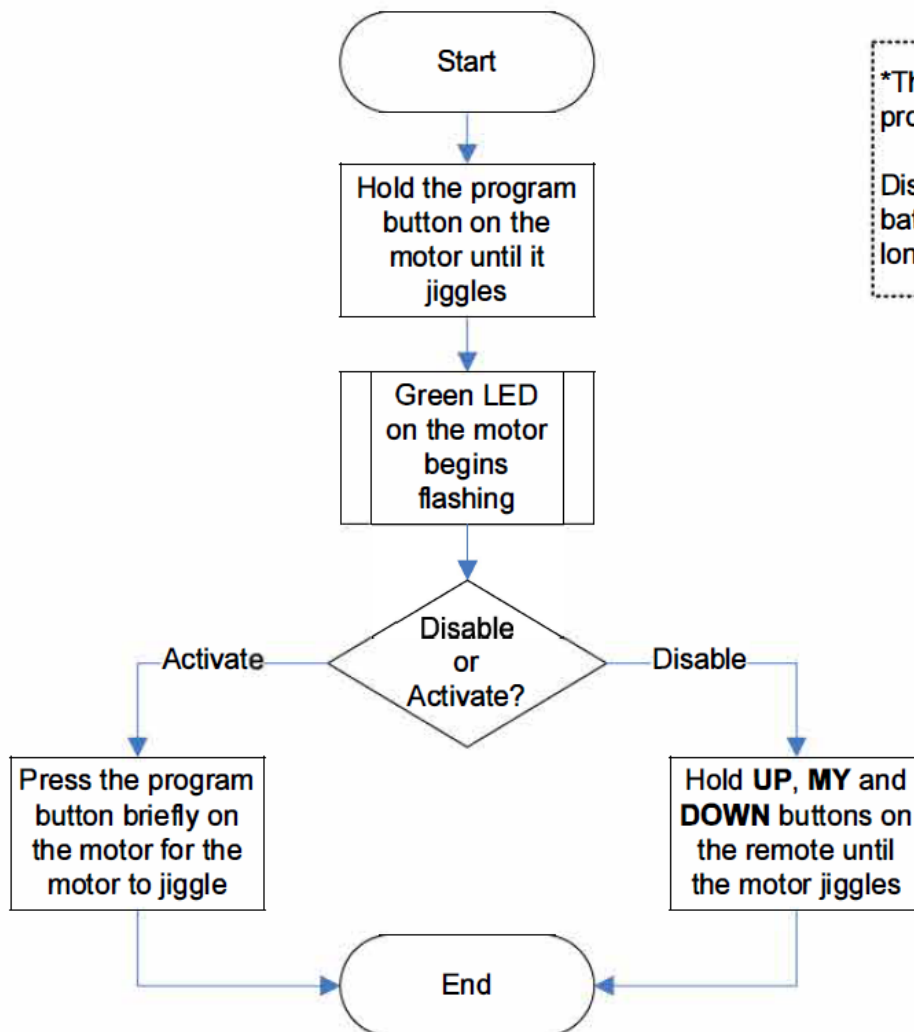 Start
Hold the program
button on the
motor until it
jiggles
Green LED
on the motor
begins
flashing
Disable
or
Activate?
Activate
Disable
Press the program
button briefly on
the motor for the
motor to jiggle
Hold UP, MY and
DOWN buttons on
the remote until
the motor jiggles
End